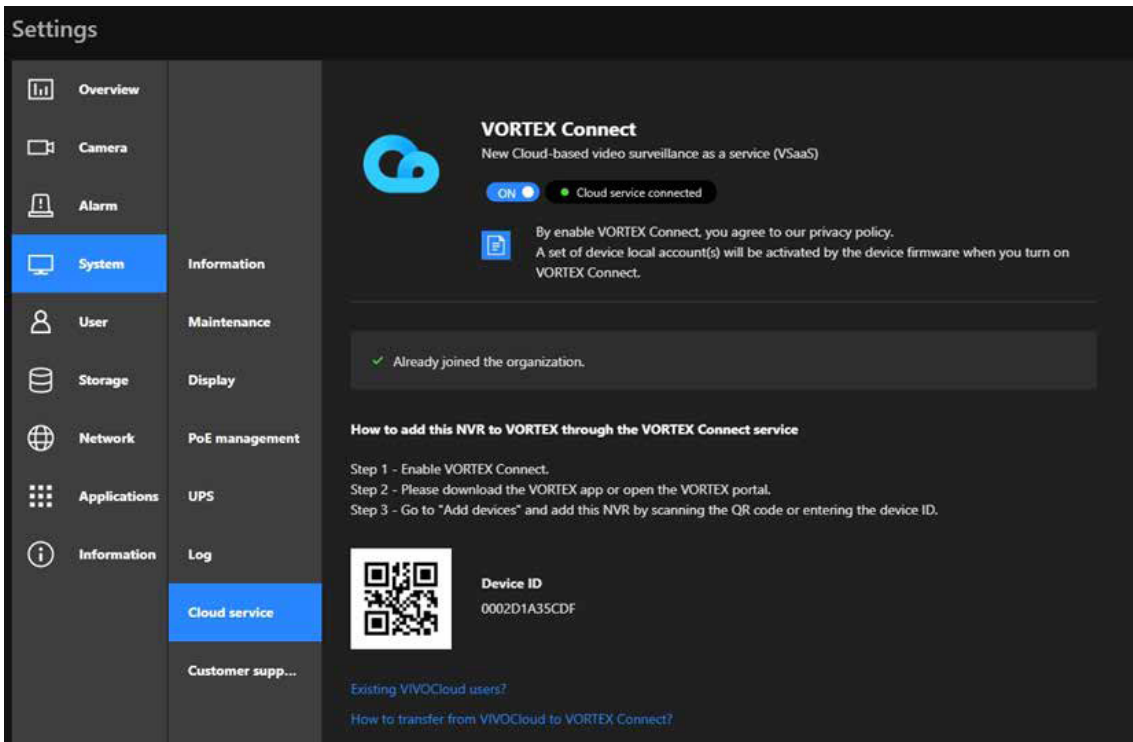 Settings
Overview
Camera
Alarm
System
User
Storage
Network
Applications
Information
Information
Maintenance
Display
PoE management
UPS
Log
Cloud service
Customer supp...
VORTEX Connect
New Cloud-based video surveillance as a service (VSaaS)
ON
Cloud service connected
By enable VORTEX Connect, you agree to our privacy policy.
A set of device local account(s) will be activated by the device firmware when you turn on
VORTEX Connect.
Already joined the organization.
How to add this NVR to VORTEX through the VORTEX Connect service
Step 1 - Enable VORTEX Connect.
Step 2 - Please download the VORTEX app or open the VORTEX portal.
Step 3 - Go to "Add devices" and add this NVR by scanning the QR code or entering the device ID.
Device ID
0002D1A35CDF
Existing VIVOCloud users?
How to transfer from VIVOCloud to VORTEX Connect?